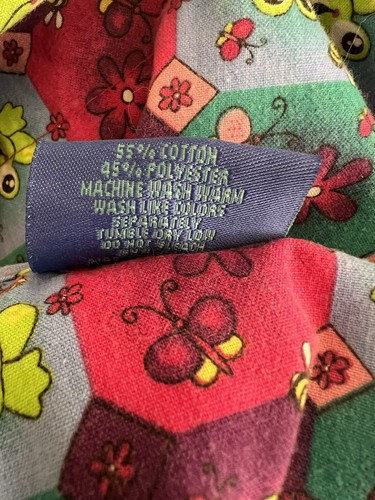 55% COTTON
45% POLYESTER
MACHINE WASH WARM
WASH LIKE COLORS
SEPARATELY
TUMBLE DRY LOW
DO NOT BLEACH